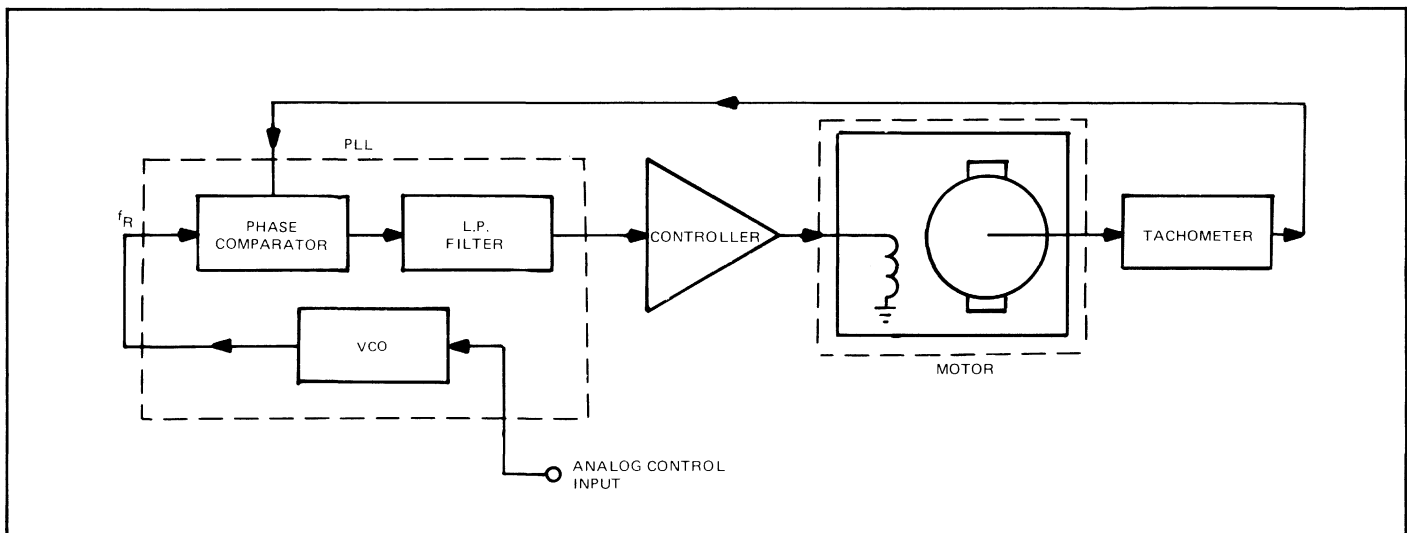 PLL
f_R
PHASE
COMPARATOR
L.P.
FILTER
CONTROLLER
TACHOMETER
VCO
MOTOR
ANALOG CONTROL
INPUT